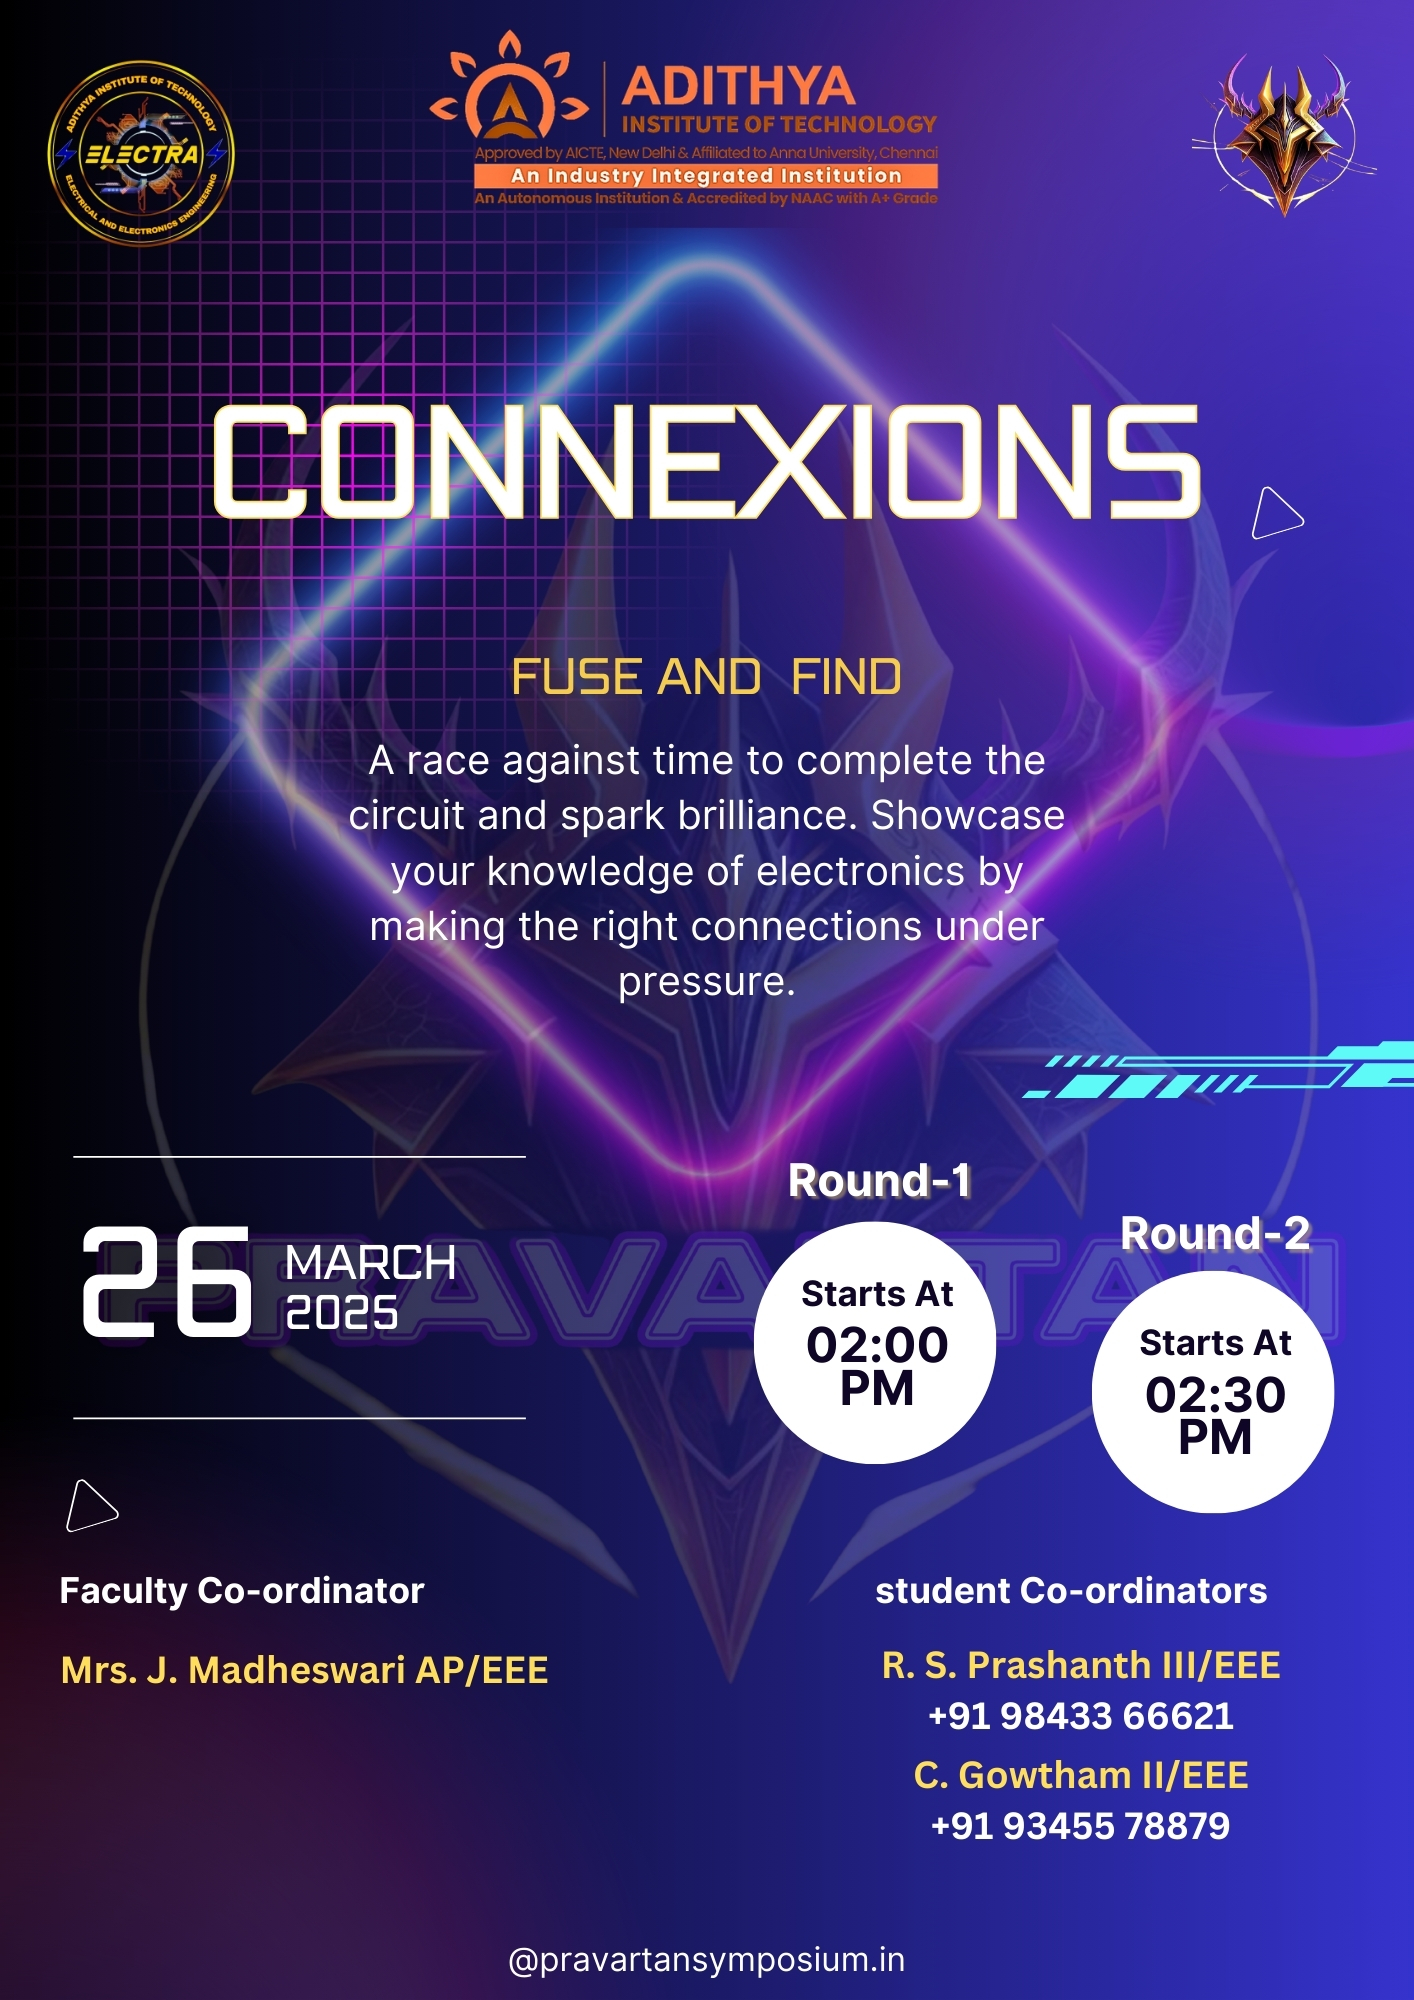 ADITHYA INSTITUTE OF TECHNOLOGY
ELECTRA
ELECTRICAL AND ELECTRONICS ENGINEERING
ADITHYA
INSTITUTE OF TECHNOLOGY
Approved by AICTE, New Delhi & Affiliated to Anna University, Chennai
An Industry Integrated Institution
An Autonomous Institution & Accredited by NAAC with A+ Grade
CONNEXIONS
FUSE AND FIND
A race against time to complete the
circuit and spark brilliance. Showcase
your knowledge of electronics by
making the right connections under
pressure.
PRAVARTAN
26
MARCH
2025
Round-1
Starts At
02:00
PM
Round-2
Starts At
02:30
PM
Faculty Co-ordinator
Mrs. J. Madheswari AP/EEE
student Co-ordinators
R. S. Prashanth III/EEE
+91 98433 66621
C. Gowtham II/EEE
+91 93455 78879
@pravartansymposium.in